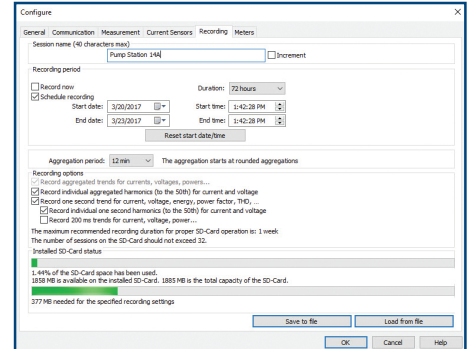 Configure
General Communication Measurement Current Sensors Recording Meters
Session name (40 characters max)
Pump Station 14A
Increment
Recording period
Record now
Duration: 72 hours
Schedule recording
Start date: 3/20/2017 Start time: 1:42:28 PM
End date: 3/23/2017 End time: 1:42:28 PM
Reset start date/time
Aggregation period: 12 min The aggregation starts at rounded aggregations
Recording options
Record aggregated trends for currents, voltages, powers...
Record individual aggregated harmonics (to the 50th) for current and voltage
Record one second trend for current, voltage, energy, power factor, THD, ...
Record individual one second harmonics (to the 50th) for current and voltage
Record 200 ms trends for current, voltage, power...
The maximum recommended recording duration for proper SD-Card operation is: 1 week
The number of sessions on the SD-Card should not exceed 32.
Installed SD-Card status
1.44% of the SD-Card space has been used.
1858 MB is available on the installed SD-Card. 1885 MB is the total capacity of the SD-Card.
377 MB needed for the specified recording settings
Save to file Load from file
OK Cancel Help